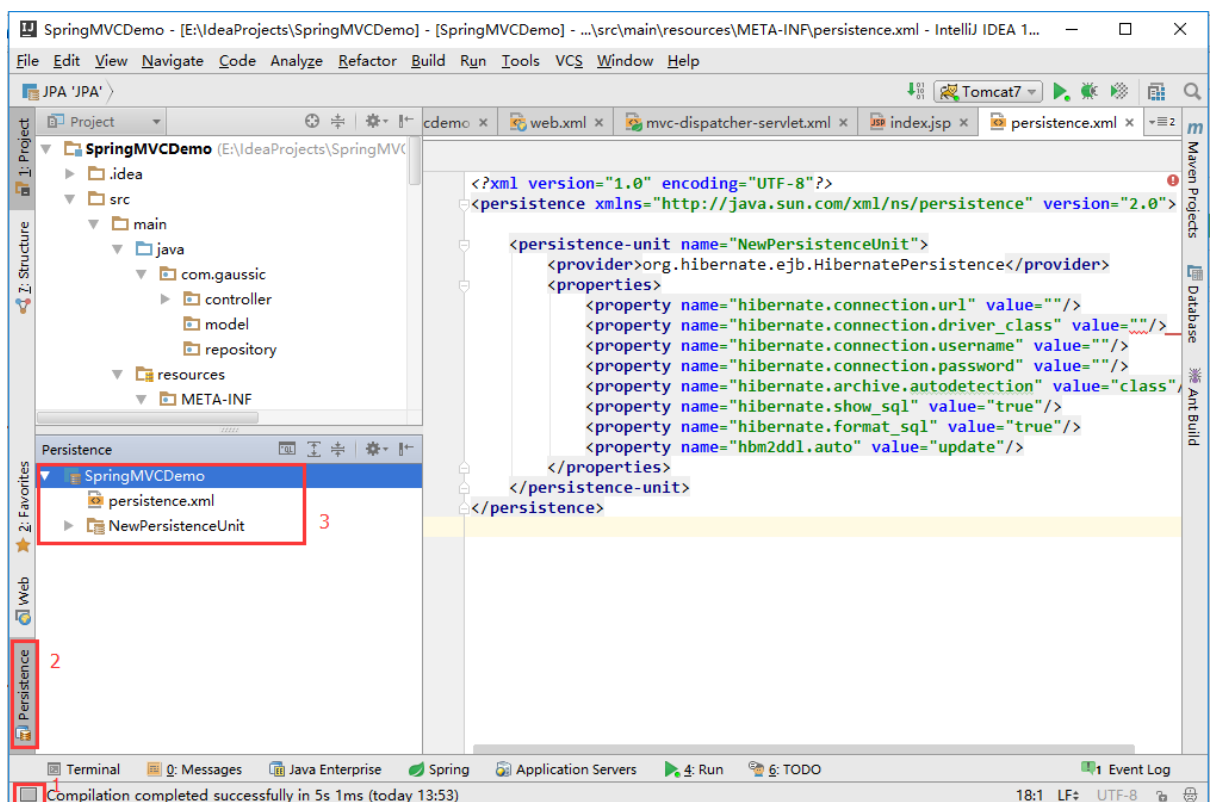 SpringMVCDemo - [E:\IdeaProjects\SpringMVCDemo] - [SpringMVCDemo] - ...\src\main\resources\META-INF\persistence.xml - IntelliJ IDEA 1...
File Edit View Navigate Code Analyze Refactor Build Run Tools VCS Window Help
JPA 'JPA'
Tomcat7
1: Project
7: Structure
2: Favorites
Web
Persistence
Project
SpringMVCDemo (E:\IdeaProjects\SpringMV(
.idea
src
main
java
com.gaussic
controller
model
repository
resources
META-INF
Persistence
SpringMVCDemo
persistence.xml
NewPersistenceUnit
3
2
1
cdemo
web.xml
mvc-dispatcher-servlet.xml
index.jsp
persistence.xml
2
<?xml version="1.0" encoding="UTF-8"?>
<persistence xmlns="http://java.sun.com/xml/ns/persistence" version="2.0">
<persistence-unit name="NewPersistenceUnit">
<provider>org.hibernate.ejb.HibernatePersistence</provider>
<properties>
<property name="hibernate.connection.url" value=""/>
<property name="hibernate.connection.driver_class" value=""/>
<property name="hibernate.connection.username" value=""/>
<property name="hibernate.connection.password" value=""/>
<property name="hibernate.archive.autodetection" value="class"/
<property name="hibernate.show_sql" value="true"/>
<property name="hibernate.format_sql" value="true"/>
<property name="hbm2ddl.auto" value="update"/>
</properties>
</persistence-unit>
</persistence>
Maven Projects
Database
Ant Build
Terminal 0: Messages Java Enterprise Spring Application Servers 4: Run 6: TODO 1 Event Log
Compilation completed successfully in 5s 1ms (today 13:53) 18:1 LF UTF-8